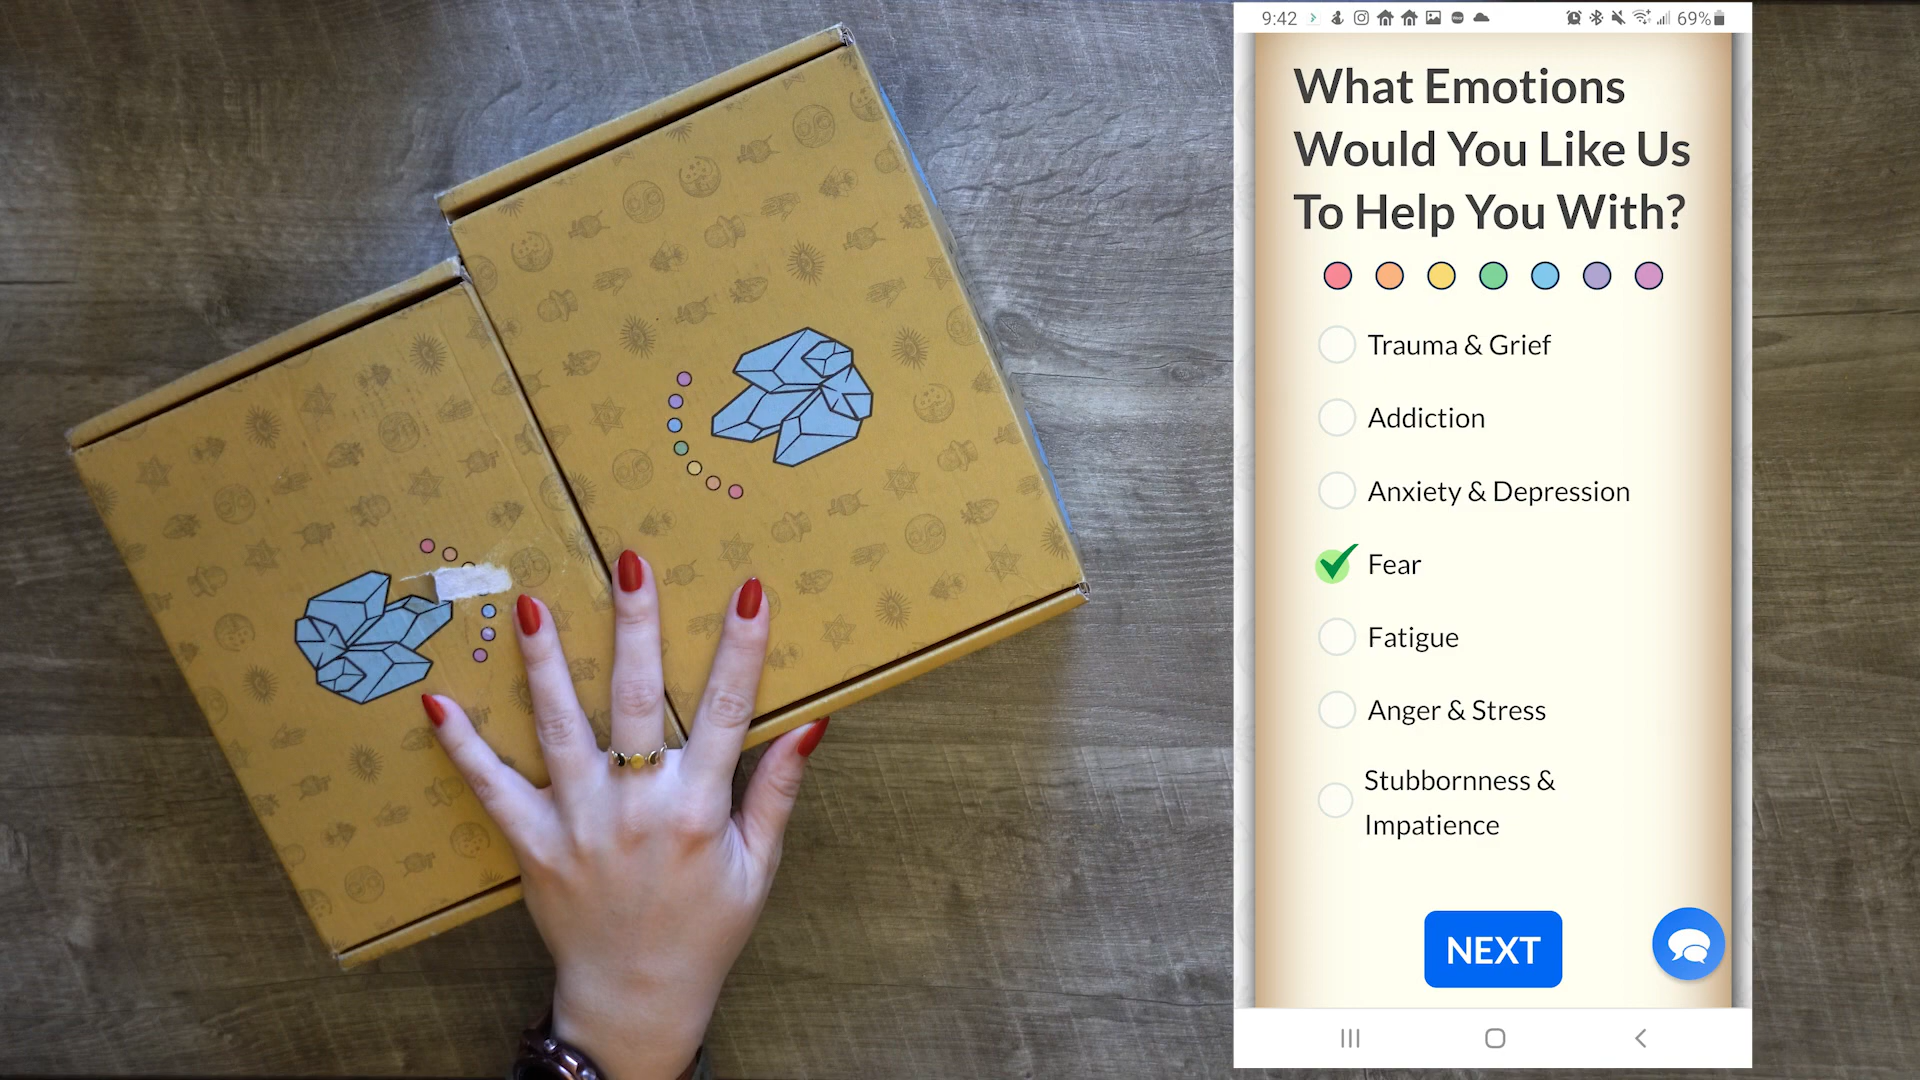 9:42
69%
What Emotions
Would You Like Us
To Help You With?
Trauma & Grief
Addiction
Anxiety & Depression
Fear
Fatigue
Anger & Stress
Stubbornness &
Impatience
NEXT